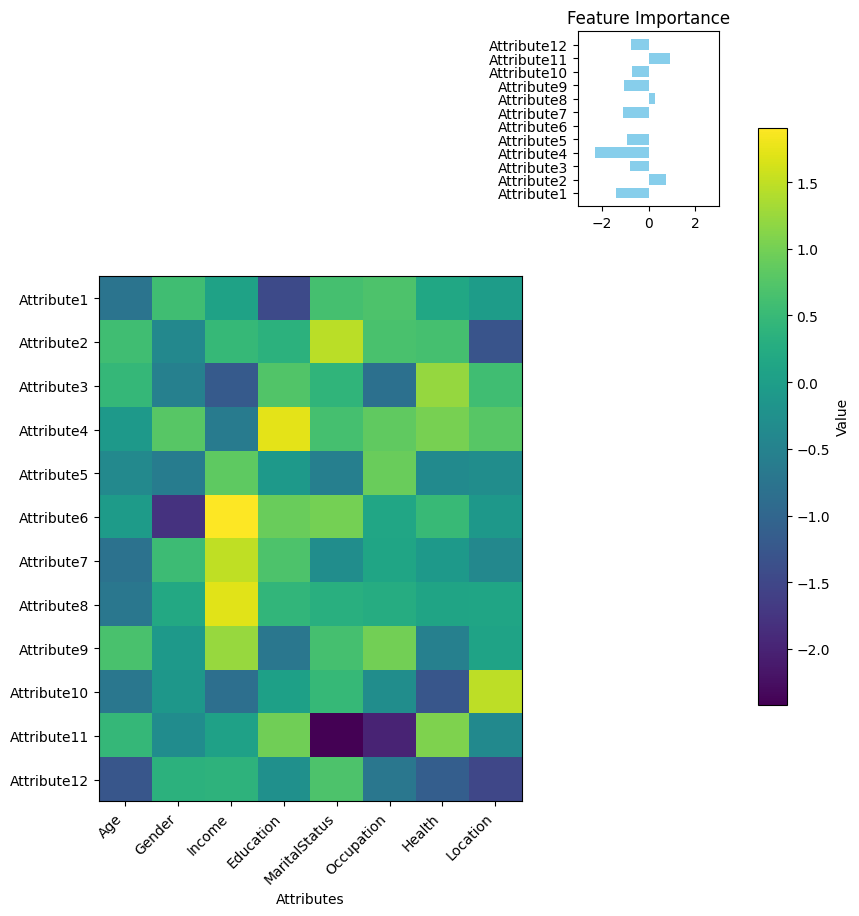 Feature Importance
Attribute12
Attribute11
Attribute10
Attribute9
Attribute8
Attribute7
Attribute6
Attribute5
Attribute4
Attribute3
Attribute2
Attribute1
−2 0 2
1.5
1.0
0.5
0.0
−0.5
−1.0
−1.5
−2.0
Value
Attribute1
Attribute2
Attribute3
Attribute4
Attribute5
Attribute6
Attribute7
Attribute8
Attribute9
Attribute10
Attribute11
Attribute12
Age
Gender
Income
Education
MaritalStatus
Occupation
Health
Location
Attributes